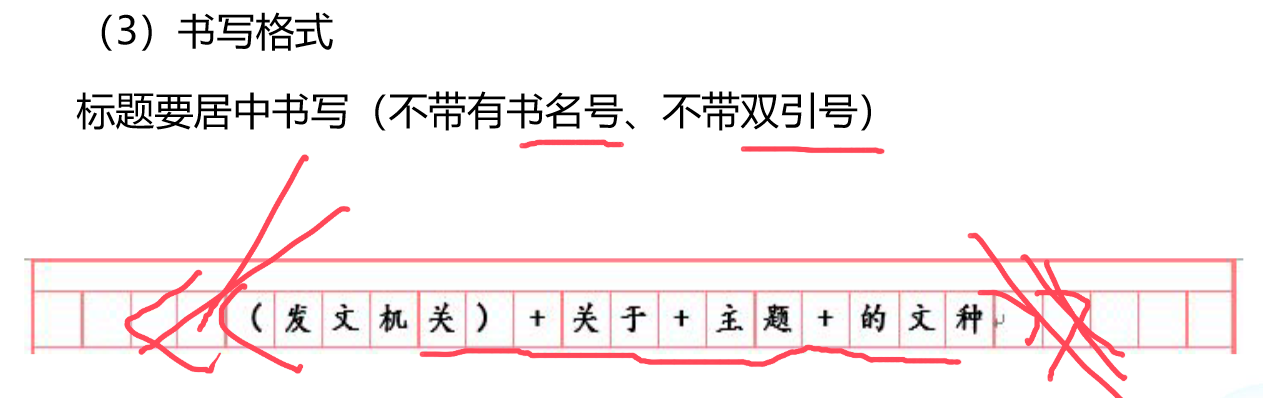 （3）书写格式
标题要居中书写（不带有书名号、不带双引号）
（发文机关）+关于+主题+的文种